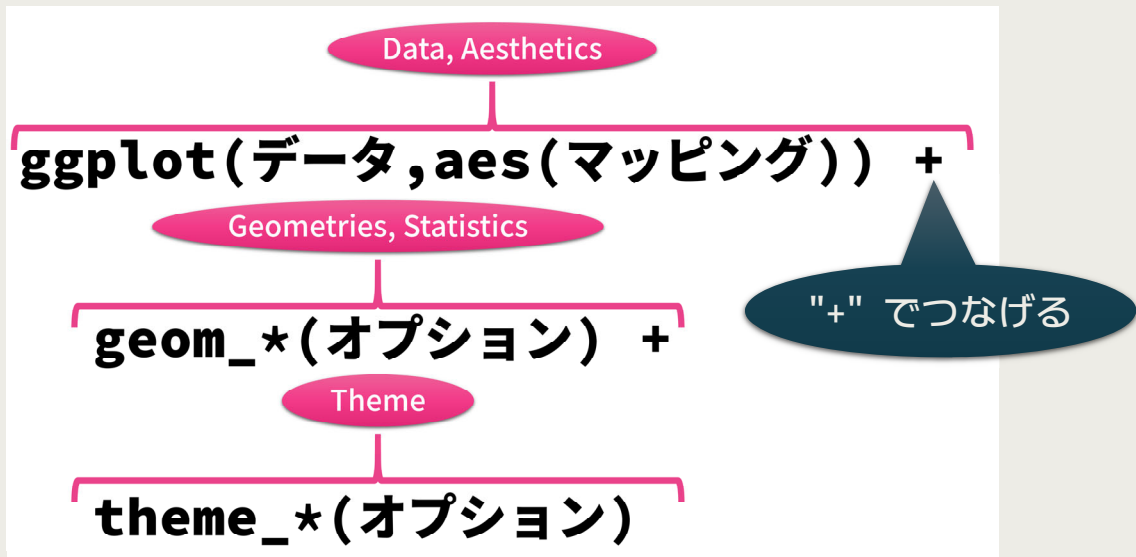 Data, Aesthetics
ggplot(データ,aes(マッピング)) +
Geometries, Statistics
"+" でつなげる
geom_*(オプション) +
Theme
theme_*(オプション)